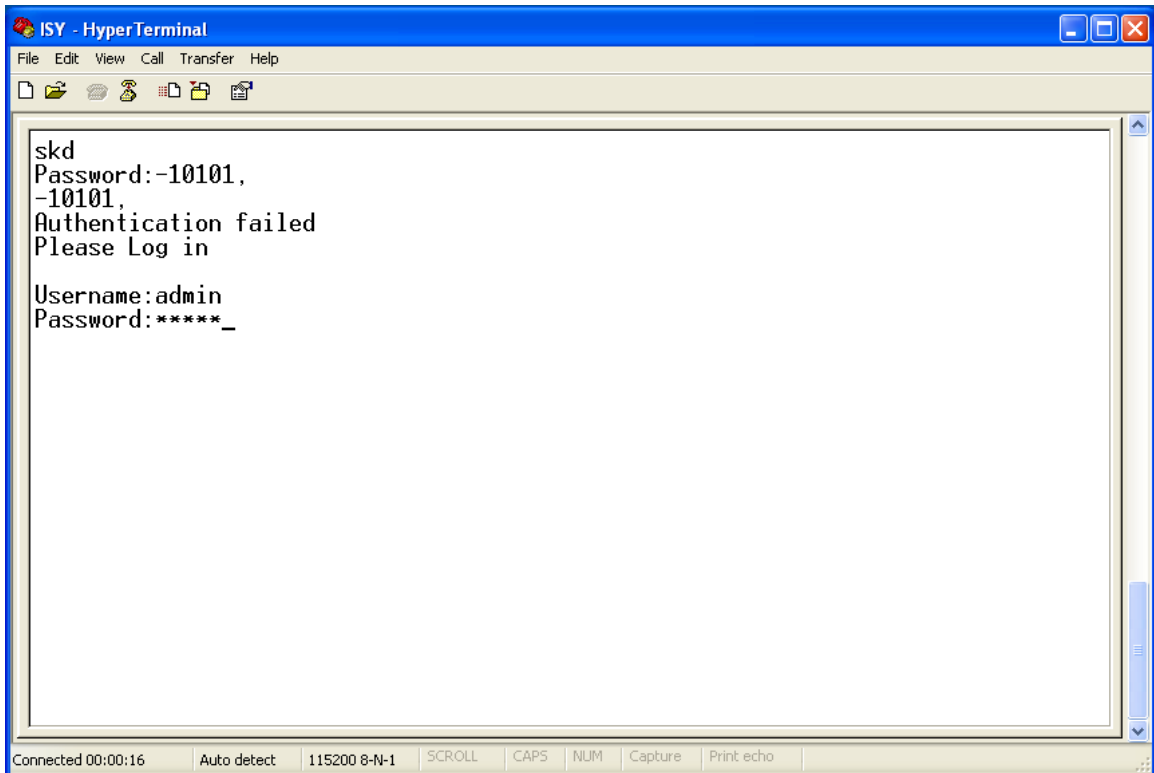 ISY - HyperTerminal
File Edit View Call Transfer Help
skd
Password:-10101,
-10101,
Authentication failed
Please Log in
Username:admin
Password:*****_
Connected 00:00:16 Auto detect 115200 8-N-1 SCROLL CAPS NUM Capture Print echo